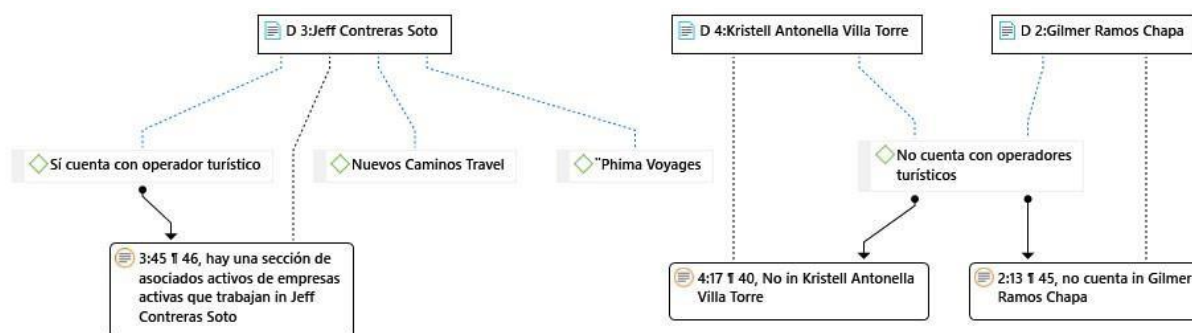 D 3:Jeff Contreras Soto
D 4:Kristell Antonella Villa Torre
D 2:Gilmer Ramos Chapa
Sí cuenta con operador turístico
Nuevos Caminos Travel
¨Phima Voyages
No cuenta con operadores
turísticos
3:45 ¶ 46, hay una sección de
asociados activos de empresas
activas que trabajan in Jeff
Contreras Soto
4:17 ¶ 40, No in Kristell Antonella
Villa Torre
2:13 ¶ 45, no cuenta in Gilmer
Ramos Chapa